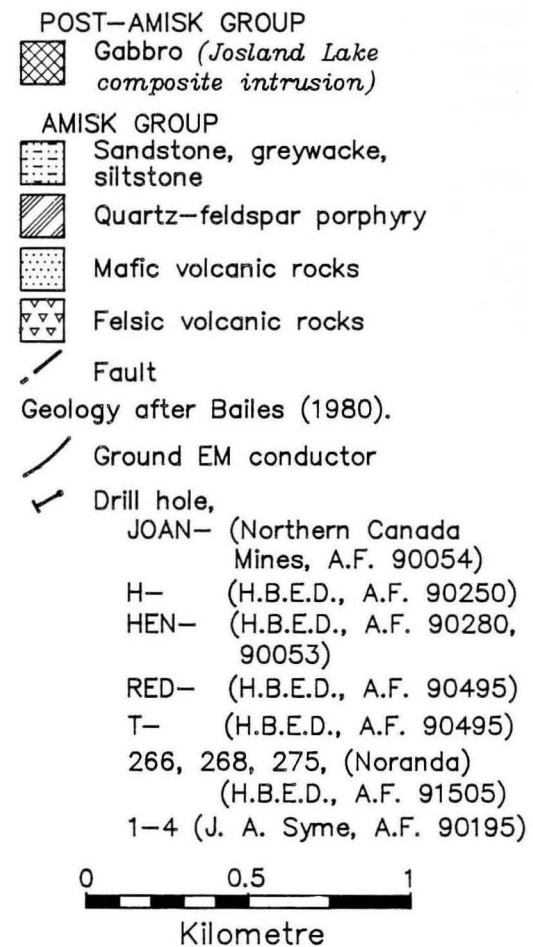 POST-AMISK GROUP
Gabbro (Josland Lake
composite intrusion)
AMISK GROUP
Sandstone, greywacke,
siltstone
Quartz-feldspar porphyry
Mafic volcanic rocks
Felsic volcanic rocks
Fault
Geology after Bailes (1980).
Ground EM conductor
Drill hole,
JOAN- (Northern Canada
Mines, A.F. 90054)
H- (H.B.E.D., A.F. 90250)
HEN- (H.B.E.D., A.F. 90280,
90053)
RED- (H.B.E.D., A.F. 90495)
T- (H.B.E.D., A.F. 90495)
266, 268, 275, (Noranda)
(H.B.E.D., A.F. 91505)
1-4 (J. A. Syme, A.F. 90195)
0 0.5 1
Kilometre